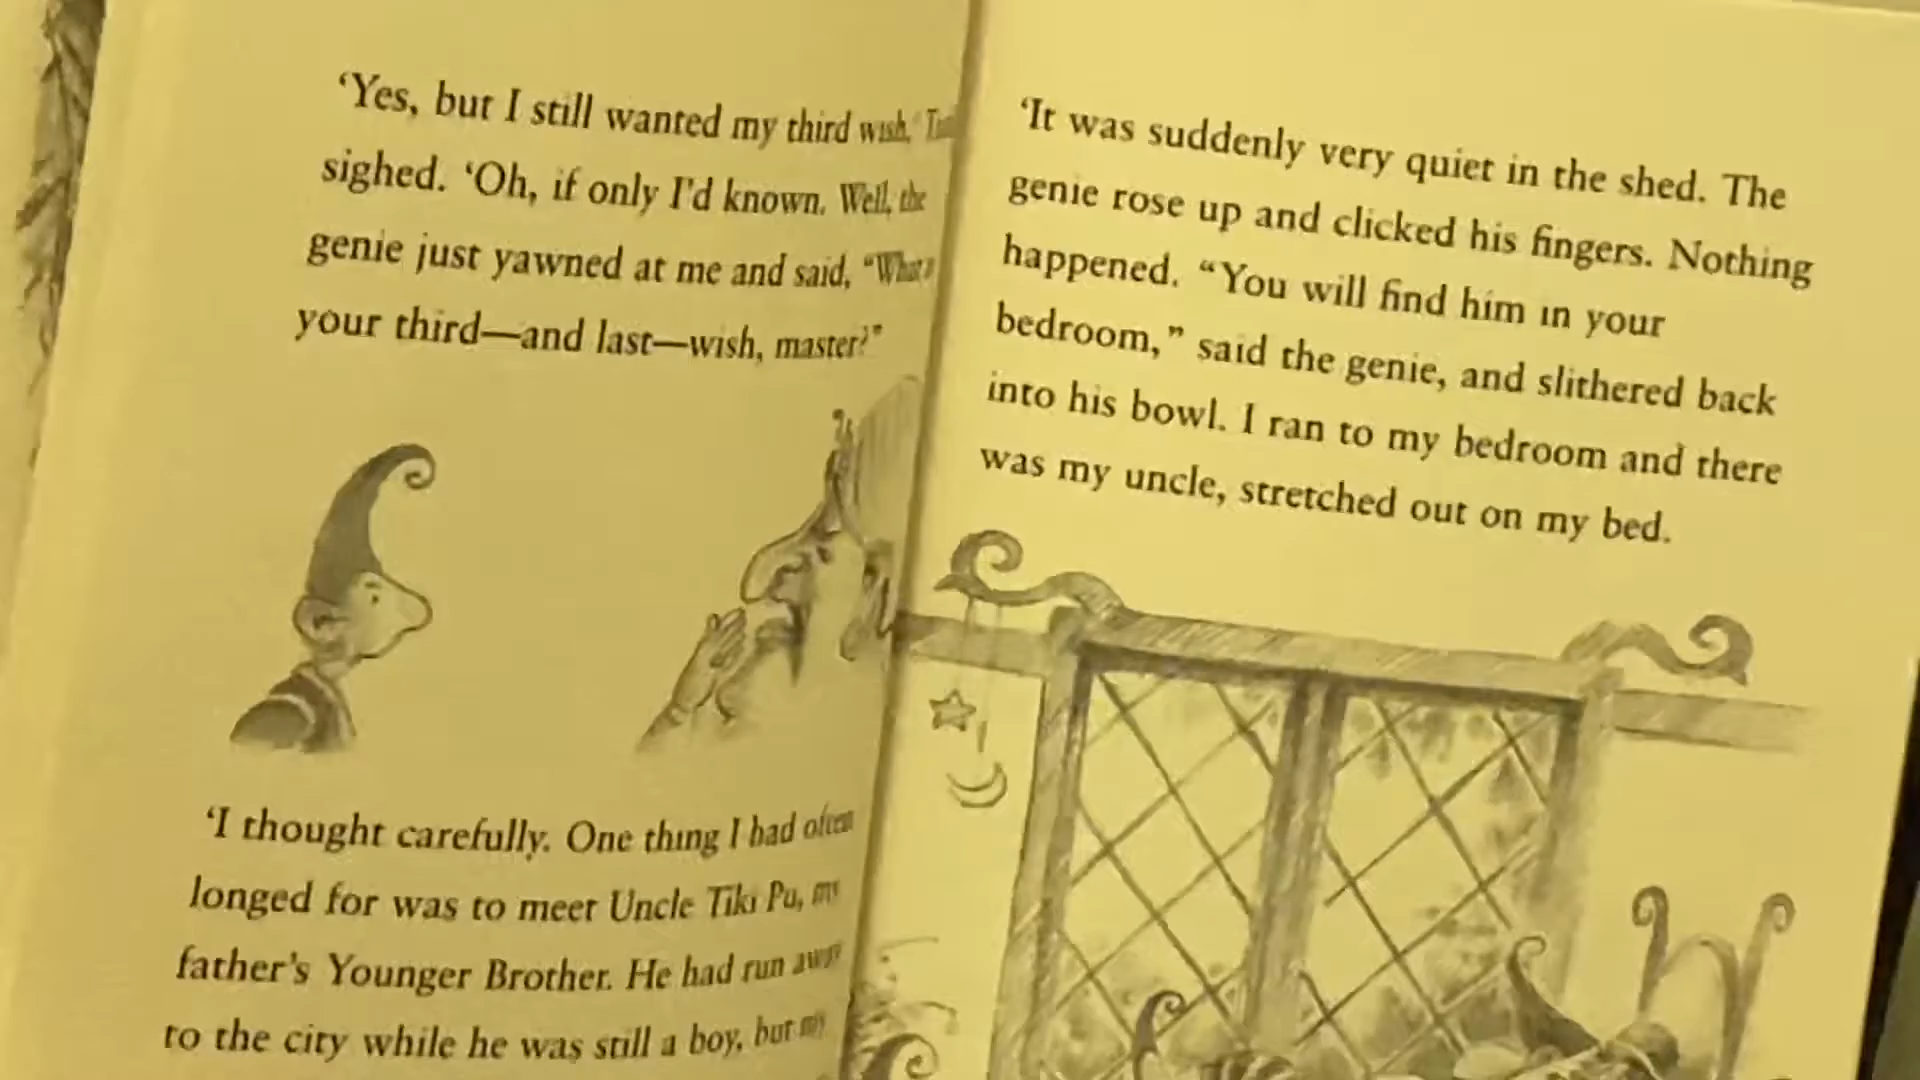 ‘Yes, but I still wanted my third wish.’
sighed. ‘Oh, if only I’d known. Well, the
genie just yawned at me and said, “What
your third—and last—wish, master?”
‘I thought carefully. One thing I had often
longed for was to meet Uncle Tiki Pu, my
father’s Younger Brother. He had run away
to the city while he was still a boy, but my
‘It was suddenly very quiet in the shed. The
genie rose up and clicked his fingers. Nothing
happened. “You will find him in your
bedroom,” said the genie, and slithered back
into his bowl. I ran to my bedroom and there
was my uncle, stretched out on my bed.